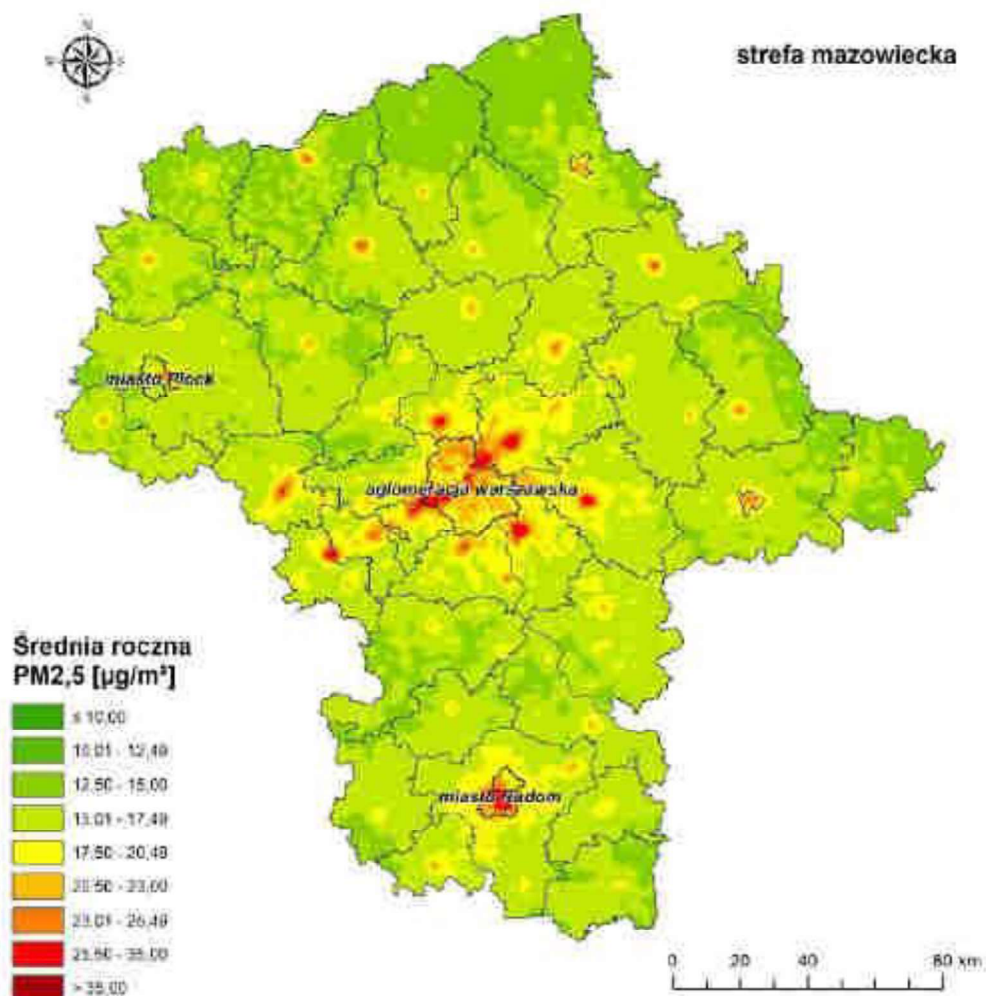 N
strefa mazowiecka
miasto Płock
aglomeracja warszawska
miasto Radom
Średnia roczna
PM2,5 [µg/m³]
≤ 10,00
10.01 - 12,49
12.50 - 15,00
15.01 - 17,49
17.50 - 20,49
20.50 - 23,00
23.01 - 25,49
25.50 - 35,00
> 35,00
0 20 40 80 km